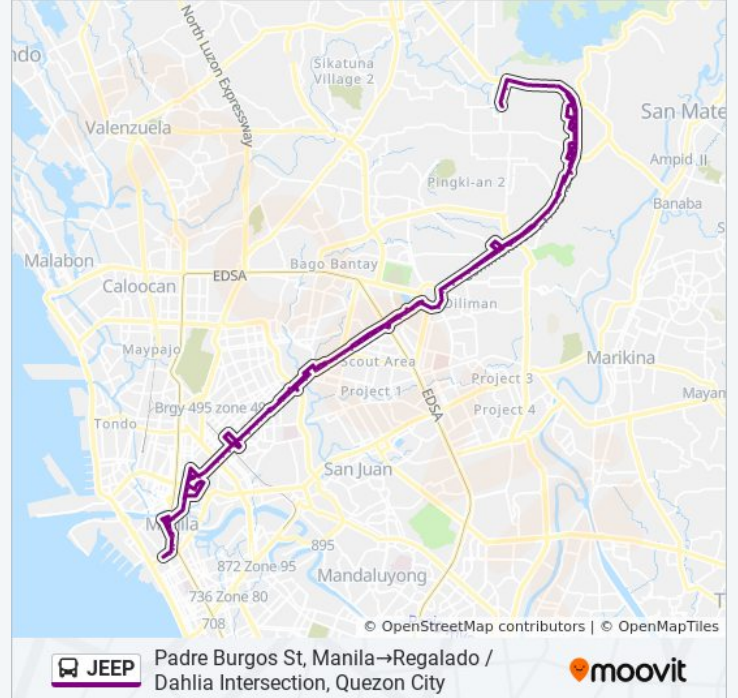 ndo
North Luzon Expressway
Sikatuna
Village 2
San Mate
Valenzuela
Ampid II
Pingki-an 2
Banaba
S
Malabon
Bago Bantay
EDSA
Caloocan
Diliman
Maypajo
Scout Area
Marikina
Project 1
Project 3
EDSA
Mayan
Brgy 495 zone 49
Project 4
Tondo
San Juan
M nila
895
872 Zone 95
Mandaluyong
736 Zone 80
T
708
© OpenStreetMap contributors | © OpenMapTiles
JEEP
Padre Burgos St, Manila→Regalado /
Dahlia Intersection, Quezon City
moovit